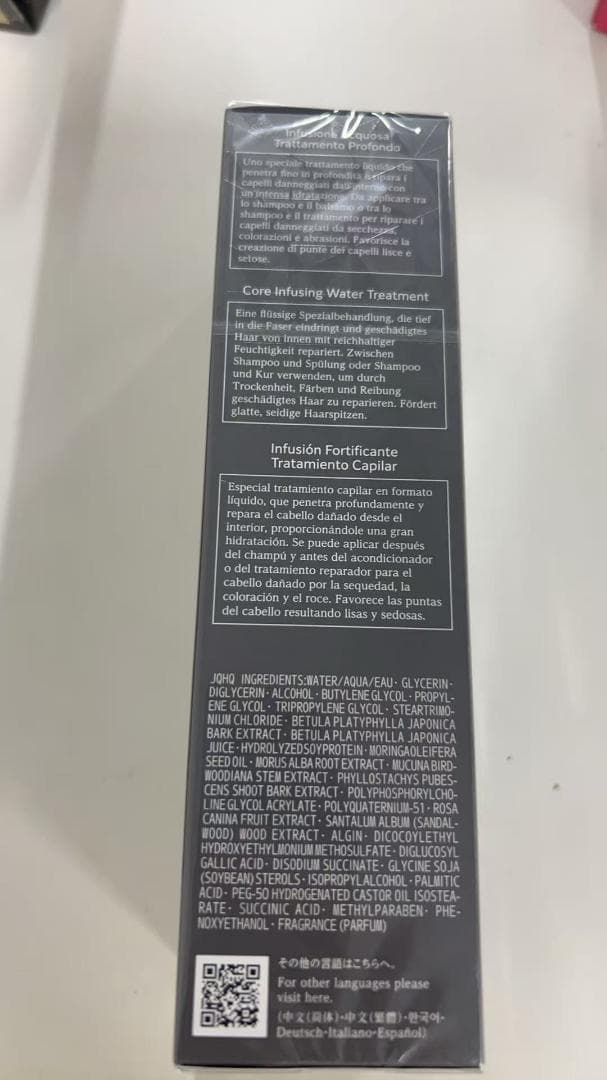 Infusione Acquosa
Trattamento Profondo
Uno speciale trattamento liquido che
penetra fino in profondità e ripara i
capelli danneggiati dall'interno con
un'intensa idratazione. Da applicare tra
lo shampoo e il balsamo o tra lo
shampoo e il trattamento per riparare i
capelli danneggiati da secchezza,
colorazioni e abrasioni. Favorisce la
creazione di punte dei capelli lisce e
setose.
Core Infusing Water Treatment
Eine flüssige Spezialbehandlung, die tief
in die Faser eindringt und geschädigtes
Haar von innen mit reichhaltiger
Feuchtigkeit repariert. Zwischen
Shampoo und Spülung oder Shampoo
und Kur verwenden, um durch
Trockenheit, Färben und Reibung
geschädigtes Haar zu reparieren. Fördert
glatte, seidige Haarspitzen.
Infusión Fortificante
Tratamiento Capilar
Especial tratamiento capilar en formato
líquido, que penetra profundamente y
repara el cabello dañado desde el
interior, proporcionándole una gran
hidratación. Se puede aplicar después
del champú y antes del acondicionador
o del tratamiento reparador para el
cabello dañado por la sequedad, la
coloración y el roce. Favorece las puntas
del cabello resultando lisas y sedosas.
JQHQ INGREDIENTS:WATER/AQUA/EAU· GLYCERIN·
DIGLYCERIN· ALCOHOL· BUTYLENE GLYCOL· PROPYL-
ENE GLYCOL· TRIPROPYLENE GLYCOL· STEARTRIMO-
NIUM CHLORIDE· BETULA PLATYPHYLLA JAPONICA
BARK EXTRACT· BETULA PLATYPHYLLA JAPONICA
JUICE·HYDROLYZED SOY PROTEIN·MORINGA OLEIFERA
SEED OIL· MORUS ALBA ROOT EXTRACT· MUCUNA BIRD-
WOODIANA STEM EXTRACT· PHYLLOSTACHYS PUBES-
CENS SHOOT BARK EXTRACT· POLYPHOSPHORYLCHO-
LINE GLYCOL ACRYLATE· POLYQUATERNIUM-51· ROSA
CANINA FRUIT EXTRACT· SANTALUM ALBUM (SANDAL-
WOOD) WOOD EXTRACT· ALGIN· DICOCOYLETHYL
HYDROXYETHYLMONIUM METHOSULFATE· DIGLUCOSYL
GALLIC ACID· DISODIUM SUCCINATE· GLYCINE SOJA
(SOYBEAN) STEROLS· ISOPROPYL ALCOHOL· PALMITIC
ACID· PEG-50 HYDROGENATED CASTOR OIL ISOSTEA-
RATE· SUCCINIC ACID· METHYLPARABEN· PHE-
NOXYETHANOL· FRAGRANCE (PARFUM)
その他の言語はこちらへ。
For other languages please
visit here.
(中文(简体)·中文(繁體)·한국어·
Deutsch·Italiano·Español)